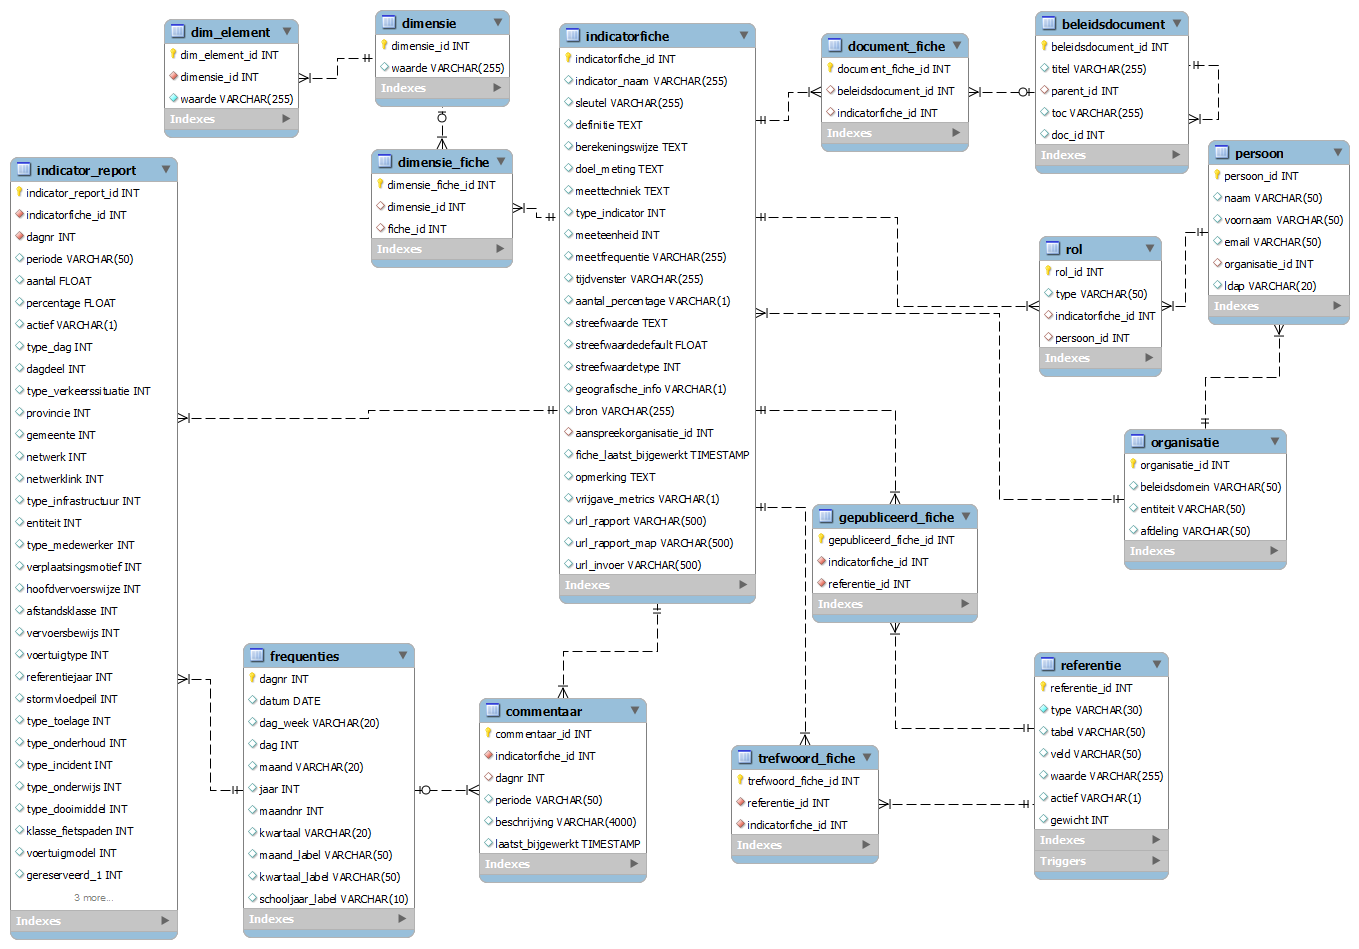 dim_element
dim_element_id INT
dimensie_id INT
waarde VARCHAR(255)
Indexes
dimensie
dimensie_id INT
waarde VARCHAR(255)
Indexes
dimensie_fiche
dimensie_fiche_id INT
dimensie_id INT
fiche_id INT
Indexes
indicatorfiche
indicatorfiche_id INT
indicator_naam VARCHAR(255)
sleutel VARCHAR(255)
definitie TEXT
berekeningswijze TEXT
doel_meting TEXT
meettechniek TEXT
type_indicator INT
meeteenheid INT
meetfrequentie VARCHAR(255)
tijdvenster VARCHAR(255)
aantal_percentage VARCHAR(1)
streefwaarde TEXT
streefwaardedefault FLOAT
streefwaardetype INT
geografische_info VARCHAR(1)
bron VARCHAR(255)
aanspreekorganisatie_id INT
fiche_laatst_bijgewerkt TIMESTAMP
opmerking TEXT
vrijgave_metrics VARCHAR(1)
url_rapport VARCHAR(500)
url_rapport_map VARCHAR(500)
url_invoer VARCHAR(500)
Indexes
document_fiche
document_fiche_id INT
beleidsdocument_id INT
indicatorfiche_id INT
Indexes
beleidsdocument
beleidsdocument_id INT
titel VARCHAR(255)
parent_id INT
toc VARCHAR(255)
doc_id INT
Indexes
persoon
persoon_id INT
naam VARCHAR(50)
voornaam VARCHAR(50)
email VARCHAR(50)
organisatie_id INT
ldap VARCHAR(20)
Indexes
rol
rol_id INT
type VARCHAR(50)
indicatorfiche_id INT
persoon_id INT
Indexes
organisatie
organisatie_id INT
beleidsdomein VARCHAR(50)
entiteit VARCHAR(50)
afdeling VARCHAR(50)
Indexes
indicator_report
indicator_report_id INT
indicatorfiche_id INT
dagnr INT
periode VARCHAR(50)
aantal FLOAT
percentage FLOAT
actief VARCHAR(1)
type_dag INT
dagdeel INT
type_verkeerssituatie INT
provincie INT
gemeente INT
netwerk INT
netwerklink INT
type_infrastructuur INT
entiteit INT
type_medewerker INT
verplaatsingsmotief INT
hoofdvervoerswijze INT
afstandsklasse INT
vervoersbewijs INT
voertuigtype INT
referentiejaar INT
stormvloedpeil INT
type_toelage INT
type_onderhoud INT
type_incident INT
type_onderwijs INT
type_dooimiddel INT
klasse_fietspaden INT
voertuigmodel INT
gereserveerd_1 INT
3 more...
Indexes
frequenties
dagnr INT
datum DATE
dag_week VARCHAR(20)
dag INT
maand VARCHAR(20)
jaar INT
maandnr INT
kwartaal VARCHAR(20)
maand_label VARCHAR(50)
kwartaal_label VARCHAR(50)
schooljaar_label VARCHAR(10)
Indexes
commentaar
commentaar_id INT
indicatorfiche_id INT
dagnr INT
periode VARCHAR(50)
beschrijving VARCHAR(4000)
laatst_bijgewerkt TIMESTAMP
Indexes
gepubliceerd_fiche
gepubliceerd_fiche_id INT
indicatorfiche_id INT
referentie_id INT
Indexes
trefwoord_fiche
trefwoord_fiche_id INT
referentie_id INT
indicatorfiche_id INT
Indexes
referentie
referentie_id INT
type VARCHAR(30)
tabel VARCHAR(50)
veld VARCHAR(50)
waarde VARCHAR(255)
actief VARCHAR(1)
gewicht INT
Indexes
Triggers